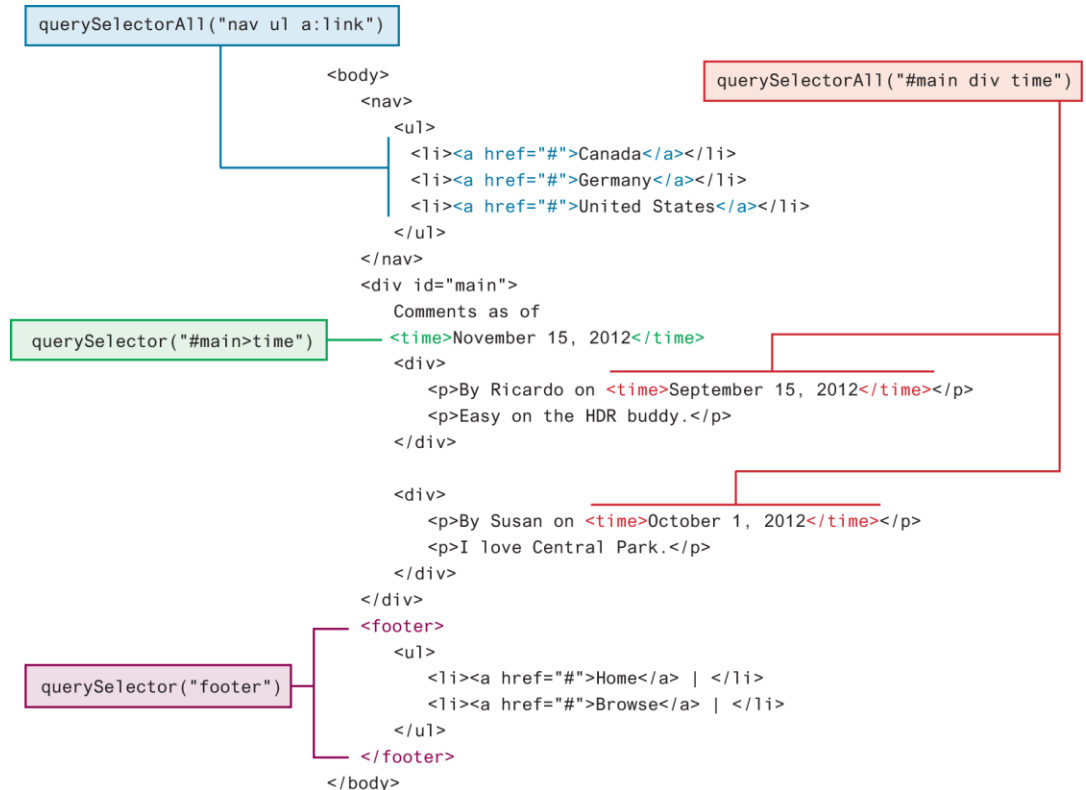 querySelectorAll("nav ul a:link")
querySelectorAll("#main div time")
<body>
<nav>
<ul>
<li><a href="#">Canada</a></li>
<li><a href="#">Germany</a></li>
<li><a href="#">United States</a></li>
</ul>
</nav>
<div id="main">
Comments as of
querySelector("#main>time")
<time>November 15, 2012</time>
<div>
<p>By Ricardo on <time>September 15, 2012</time></p>
<p>Easy on the HDR buddy.</p>
</div>
<div>
<p>By Susan on <time>October 1, 2012</time></p>
<p>I love Central Park.</p>
</div>
</div>
<footer>
<ul>
querySelector("footer")
<li><a href="#">Home</a> | </li>
<li><a href="#">Browse</a> | </li>
</ul>
</footer>
</body>